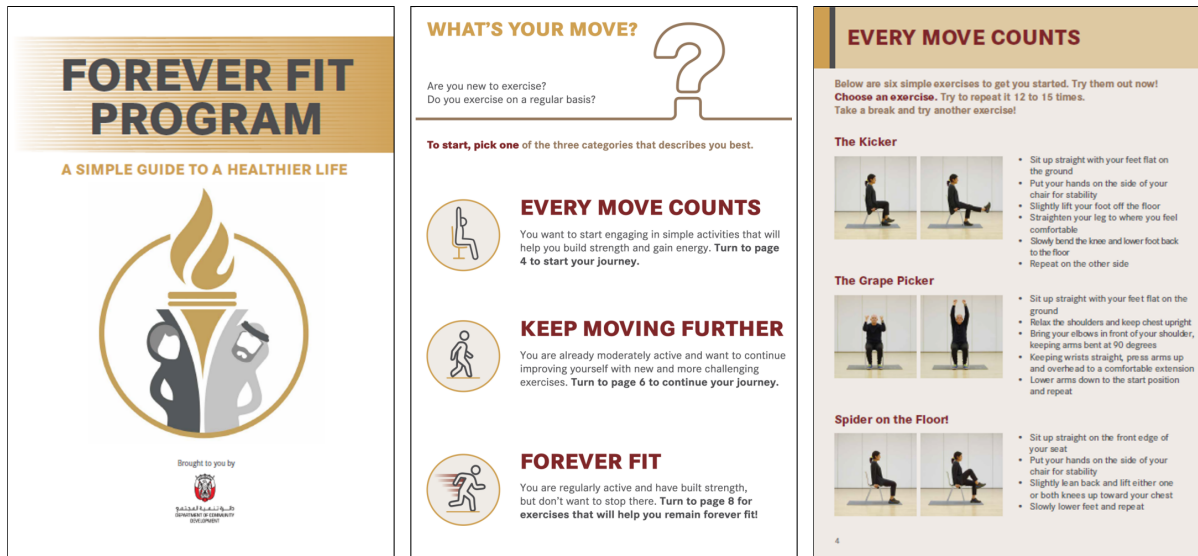 FOREVER FIT
PROGRAM
A SIMPLE GUIDE TO A HEALTHIER LIFE
Brought to you by
دائــرة تنـمـيــة المـجتـمــع
DEPARTMENT OF COMMUNITY
DEVELOPMENT
WHAT'S YOUR MOVE?
Are you new to exercise?
Do you exercise on a regular basis?
To start, pick one of the three categories that describes you best.
EVERY MOVE COUNTS
You want to start engaging in simple activities that will
help you build strength and gain energy. Turn to page
4 to start your journey.
KEEP MOVING FURTHER
You are already moderately active and want to continue
improving yourself with new and more challenging
exercises. Turn to page 6 to continue your journey.
FOREVER FIT
You are regularly active and have built strength,
but don't want to stop there. Turn to page 8 for
exercises that will help you remain forever fit!
EVERY MOVE COUNTS
Below are six simple exercises to get you started. Try them out now!
Choose an exercise. Try to repeat it 12 to 15 times.
Take a break and try another exercise!
The Kicker
• Sit up straight with your feet flat on
the ground
• Put your hands on the side of your
chair for stability
• Slightly lift your foot off the floor
• Straighten your leg to where you feel
comfortable
• Slowly bend the knee and lower foot back
to the floor
• Repeat on the other side
The Grape Picker
• Sit up straight with your feet flat on the
ground
• Relax the shoulders and keep chest upright
• Bring your elbows in front of your shoulder,
keeping arms bent at 90 degrees
• Keeping wrists straight, press arms up
and overhead to a comfortable extension
• Lower arms down to the start position
and repeat
Spider on the Floor!
• Sit up straight on the front edge of
your seat
• Put your hands on the side of your
chair for stability
• Slightly lean back and lift either one
or both knees up toward your chest
• Slowly lower feet and repeat
4